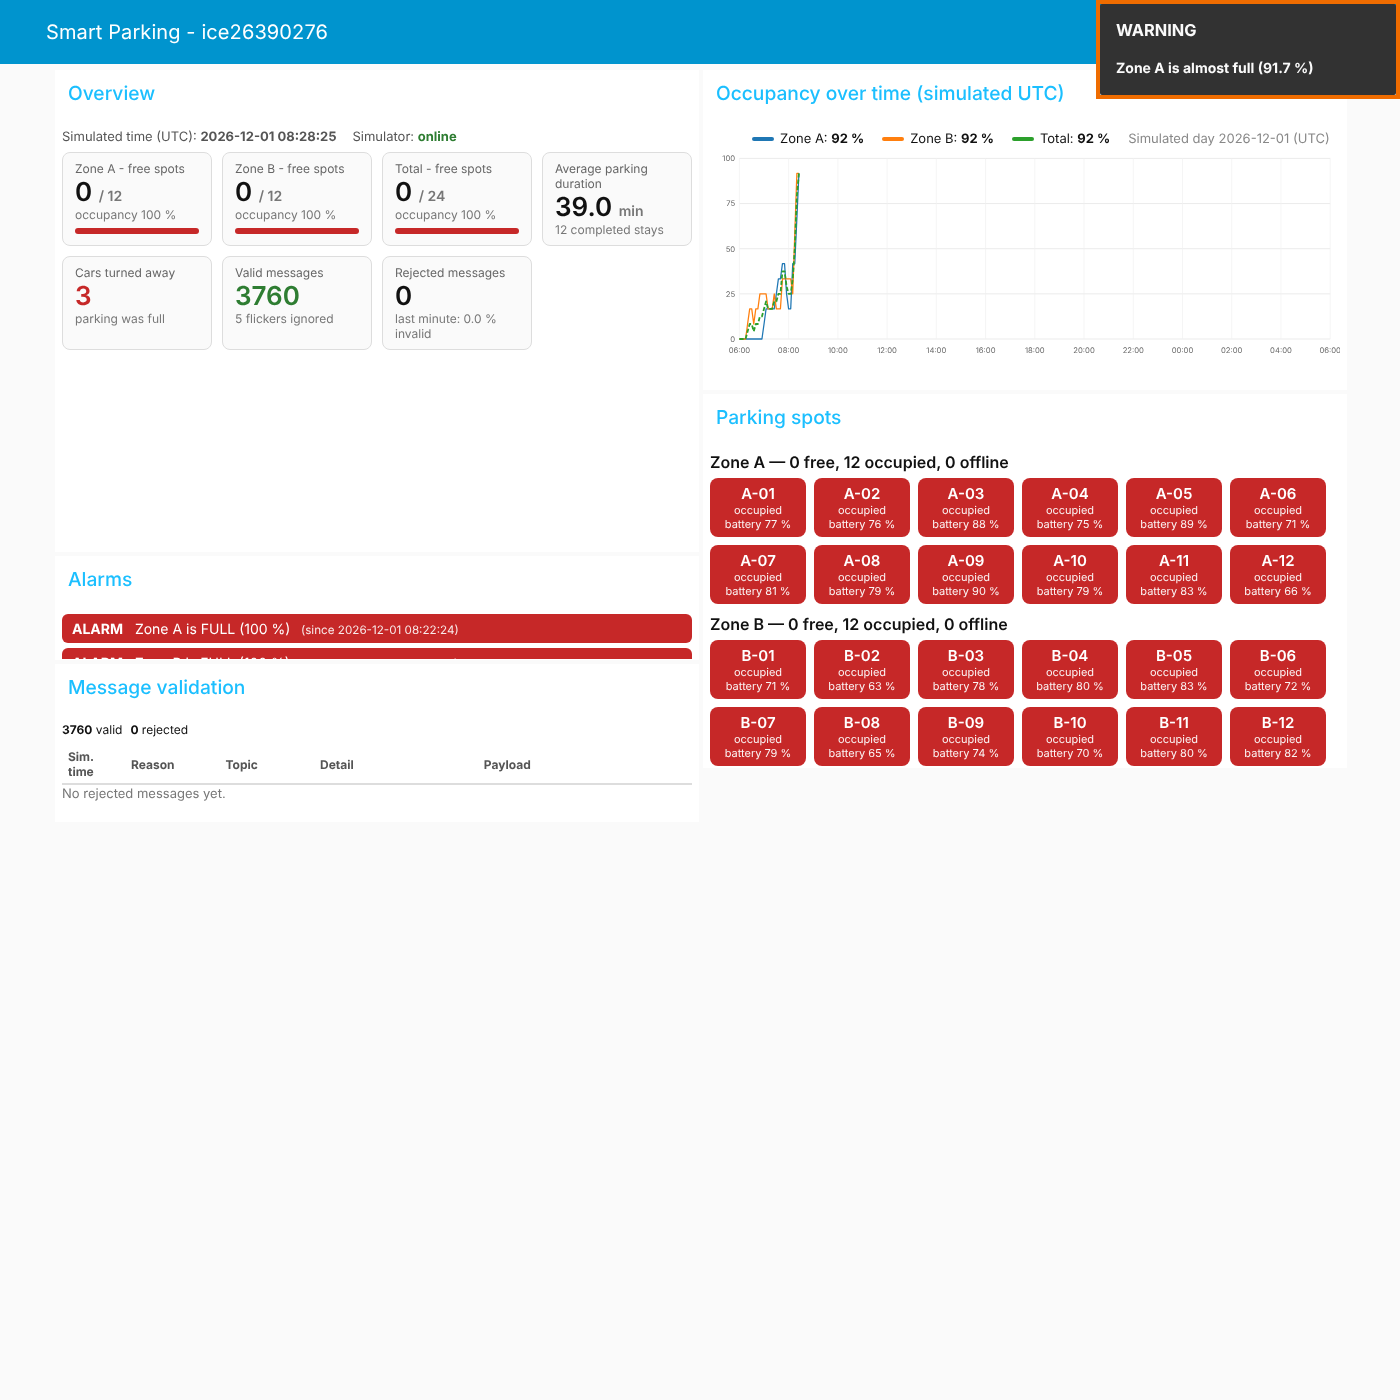 Smart Parking - ice26390276
WARNING
Zone A is almost full (91.7 %)
Overview
Simulated time (UTC): 2026-12-01 08:28:25 Simulator: online
Zone A - free spots
0 / 12
occupancy 100 %
Zone B - free spots
0 / 12
occupancy 100 %
Total - free spots
0 / 24
occupancy 100 %
Average parking
duration
39.0 min
12 completed stays
Cars turned away
3
parking was full
Valid messages
3760
5 flickers ignored
Rejected messages
0
last minute: 0.0 %
invalid
Alarms
ALARM Zone A is FULL (100 %) (since 2026-12-01 08:22:24)
Message validation
3760 valid 0 rejected
Sim.
time
Reason
Topic
Detail
Payload
No rejected messages yet.
Occupancy over time (simulated UTC)
Zone A: 92 % Zone B: 92 % Total: 92 % Simulated day 2026-12-01 (UTC)
100
75
50
25
0
06:00 08:00 10:00 12:00 14:00 16:00 18:00 20:00 22:00 00:00 02:00 04:00 06:00
Parking spots
Zone A — 0 free, 12 occupied, 0 offline
A-01
occupied
battery 77 %
A-02
occupied
battery 76 %
A-03
occupied
battery 88 %
A-04
occupied
battery 75 %
A-05
occupied
battery 89 %
A-06
occupied
battery 71 %
A-07
occupied
battery 81 %
A-08
occupied
battery 79 %
A-09
occupied
battery 90 %
A-10
occupied
battery 79 %
A-11
occupied
battery 83 %
A-12
occupied
battery 66 %
Zone B — 0 free, 12 occupied, 0 offline
B-01
occupied
battery 71 %
B-02
occupied
battery 63 %
B-03
occupied
battery 78 %
B-04
occupied
battery 80 %
B-05
occupied
battery 83 %
B-06
occupied
battery 72 %
B-07
occupied
battery 79 %
B-08
occupied
battery 65 %
B-09
occupied
battery 74 %
B-10
occupied
battery 70 %
B-11
occupied
battery 80 %
B-12
occupied
battery 82 %